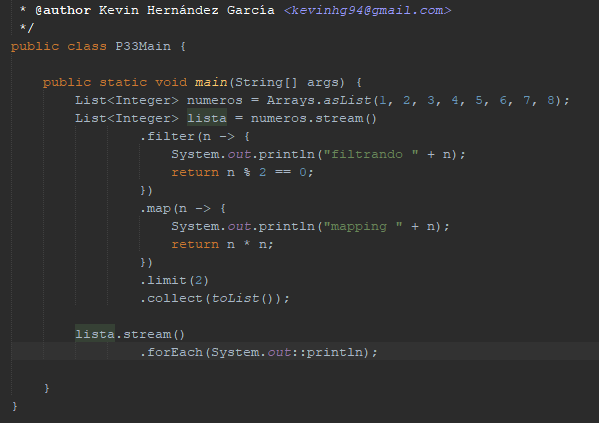 * @author Kevin Hernández García <kevinhg94@gmail.com>
*/
public class P33Main {
public static void main(String[] args) {
List<Integer> numeros = Arrays.asList(1, 2, 3, 4, 5, 6, 7, 8);
List<Integer> lista = numeros.stream()
.filter(n -> {
System.out.println("filtrando " + n);
return n % 2 == 0;
})
.map(n -> {
System.out.println("mapping " + n);
return n * n;
})
.limit(2)
.collect(toList());
lista.stream()
.forEach(System.out::println);
}
}